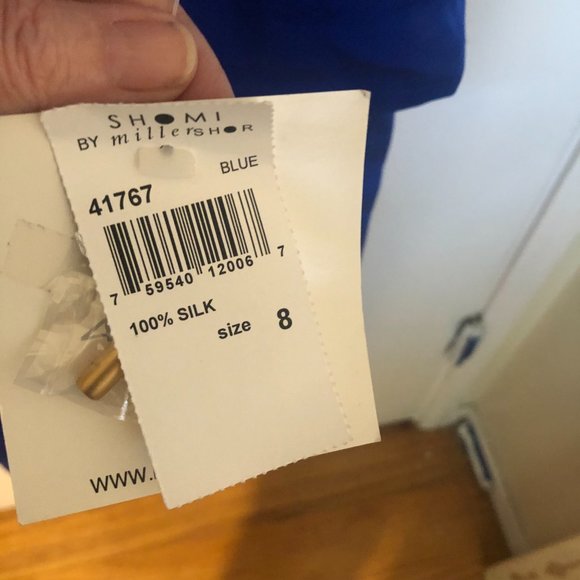 SHOMI
BY millerSHOR
BLUE
41767
7 59540 12006 7
100% SILK
size 8
www.